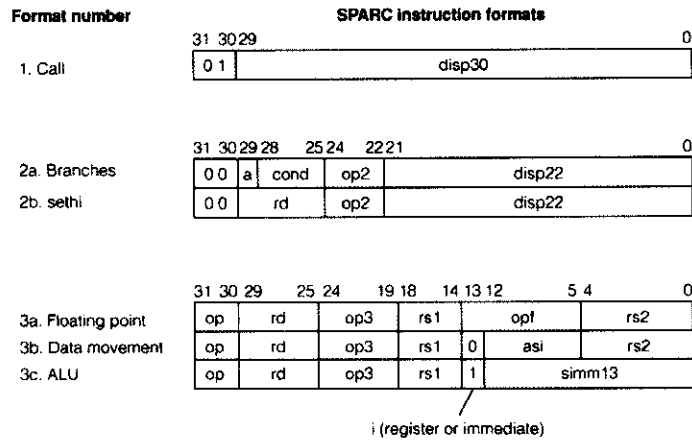 Format number SPARC instruction formats
31 30 29 0
1. Call 0 1 disp30
31 30 29 28 25 24 22 21 0
2a. Branches 0 0 a cond op2 disp22
2b. sethi 0 0 rd op2 disp22
31 30 29 25 24 19 18 14 13 12 5 4 0
3a. Floating point op rd op3 rs1 opf rs2
3b. Data movement op rd op3 rs1 0 asi rs2
3c. ALU op rd op3 rs1 1 simm13
i (register or immediate)